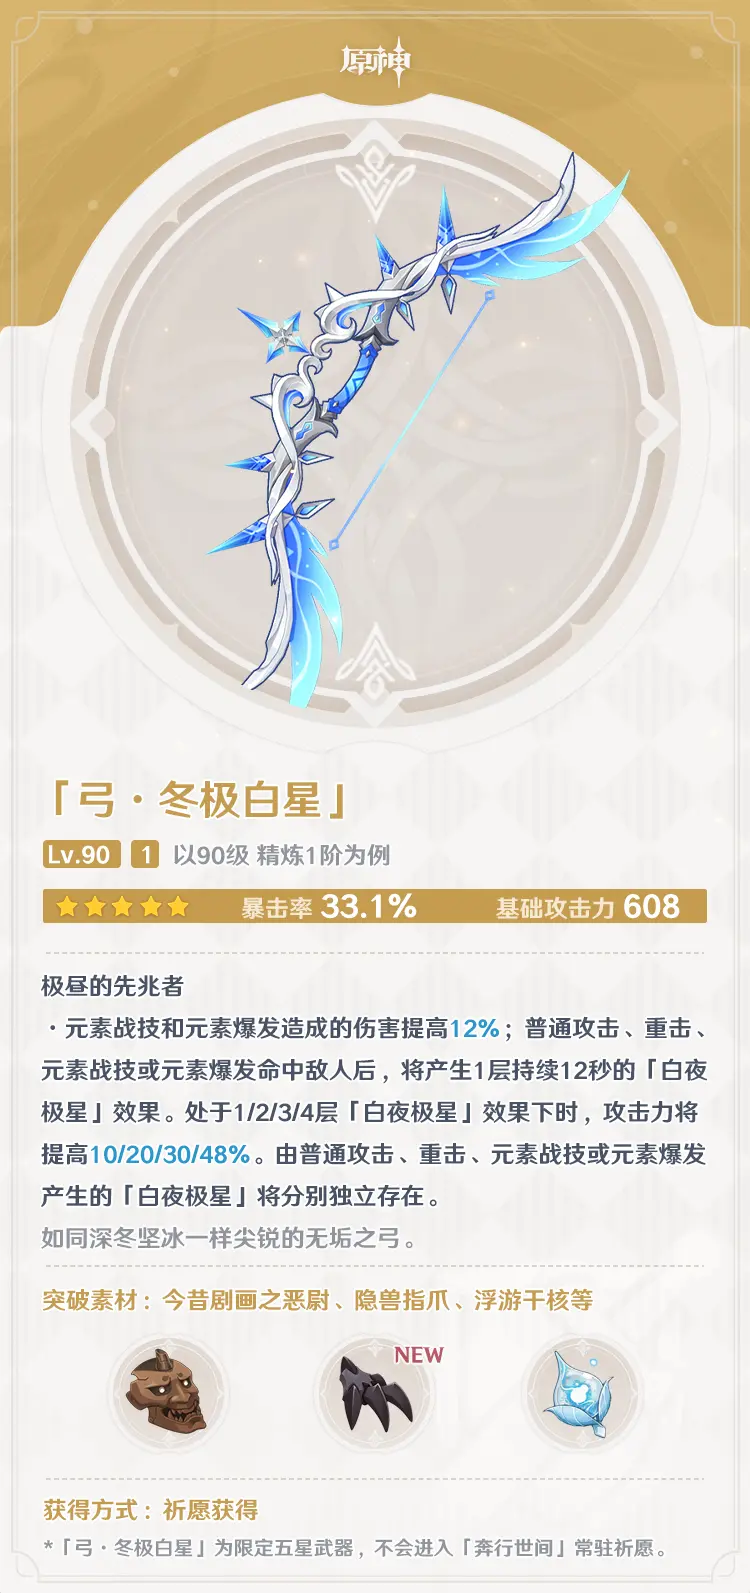 原神
「弓·冬极白星」
Lv.90 1 以90级 精炼1阶为例
暴击率 33.1% 基础攻击力 608
极昼的先兆者
·元素战技和元素爆发造成的伤害提高12%；普通攻击、重击、
元素战技或元素爆发命中敌人后，将产生1层持续12秒的「白夜
极星」效果。处于1/2/3/4层「白夜极星」效果下时，攻击力将
提高10/20/30/48%。由普通攻击、重击、元素战技或元素爆发
产生的「白夜极星」将分别独立存在。
如同深冬坚冰一样尖锐的无垢之弓。
突破素材：今昔剧画之恶尉、隐兽指爪、浮游干核等
NEW
获得方式：祈愿获得
*「弓·冬极白星」为限定五星武器，不会进入「奔行世间」常驻祈愿。